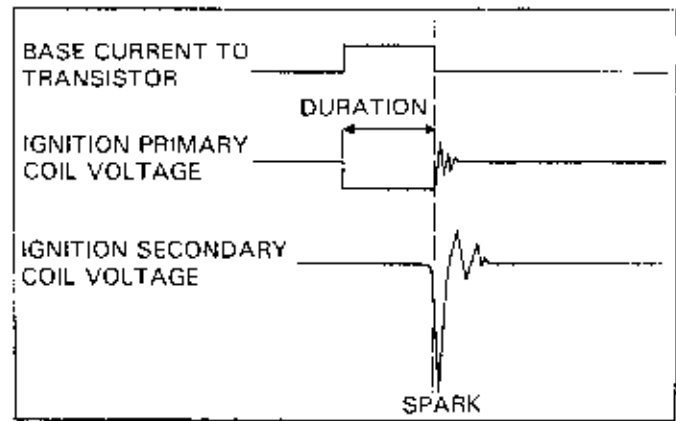 BASE CURRENT TO
TRANSISTOR
DURATION
IGNITION PRIMARY
COIL VOLTAGE
IGNITION SECONDARY
COIL VOLTAGE
SPARK